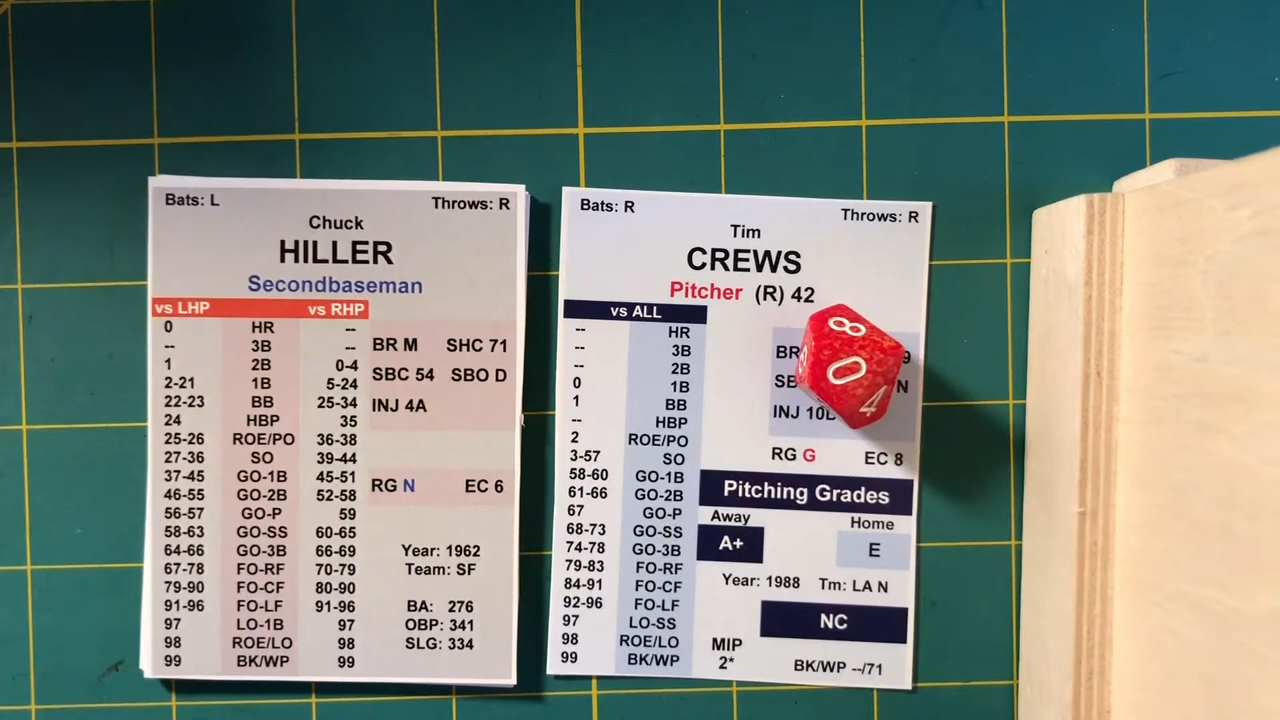 Bats: L Throws: R
Chuck
HILLER
Secondbaseman
vs LHP vs RHP
0 HR --
-- 3B --
1 2B 0-4
2-21 1B 5-24
22-23 BB 25-34
24 HBP 35
25-26 ROE/PO 36-38
27-36 SO 39-44
37-45 GO-1B 45-51
46-55 GO-2B 52-58
56-57 GO-P 59
58-63 GO-SS 60-65
64-66 GO-3B 66-69
67-78 FO-RF 70-79
79-90 FO-CF 80-90
91-96 FO-LF 91-96
97 LO-1B 97
98 ROE/LO 98
99 BK/WP 99
BR M SHC 71
SBC 54 SBO D
INJ 4A
RG N EC 6
Year: 1962
Team: SF
BA: 276
OBP: 341
SLG: 334
Bats: R Throws: R
Tim
CREWS
Pitcher (R) 42
vs ALL
-- HR
-- 3B
-- 2B
0 1B
1 BB
-- HBP
2 ROE/PO
3-57 SO
58-60 GO-1B
61-66 GO-2B
67 GO-P
68-73 GO-SS
74-78 GO-3B
79-83 FO-RF
84-91 FO-CF
92-96 FO-LF
97 LO-SS
98 ROE/LO
99 BK/WP
BR 9
SB N
INJ
RG G EC 8
Pitching Grades
Away Home
A+ E
Year: 1988 Tm: LA N
NC
MIP
2*
BK/WP --/71
8
0
4